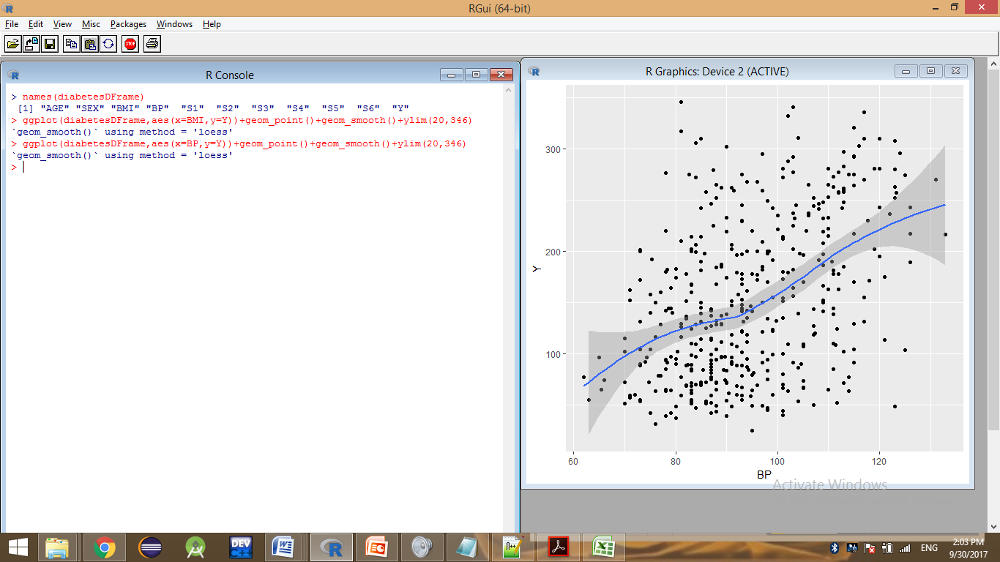 RGui (64-bit)
File Edit View Misc Packages Windows Help
STOP
R Console
> names(diabetesDFrame)
[1] "AGE" "SEX" "BMI" "BP" "S1" "S2" "S3" "S4" "S5" "S6" "Y"
> ggplot(diabetesDFrame,aes(x=BMI,y=Y))+geom_point()+geom_smooth()+ylim(20,346)
`geom_smooth()` using method = 'loess'
> ggplot(diabetesDFrame,aes(x=BP,y=Y))+geom_point()+geom_smooth()+ylim(20,346)
`geom_smooth()` using method = 'loess'
>
R Graphics: Device 2 (ACTIVE)
300
200
100
Y
60 80 100 120
BP
Activate Windows
DEV
C++
ENG
2:03 PM
9/30/2017